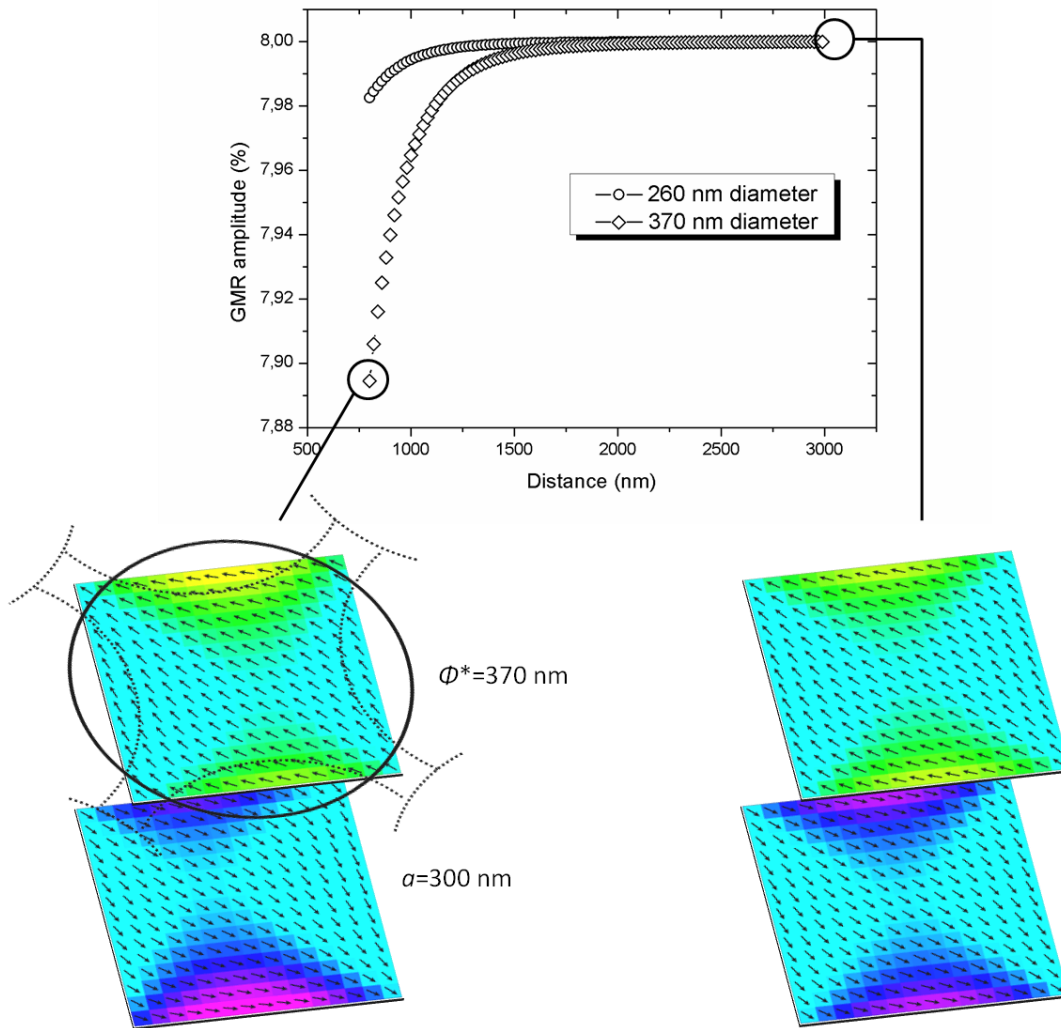 8,00
7,98
7,96
7,94
7,92
7,90
7,88
GMR amplitude (%)
260 nm diameter
370 nm diameter
500 1000 1500 2000 2500 3000
Distance (nm)
Φ*=370 nm
a=300 nm